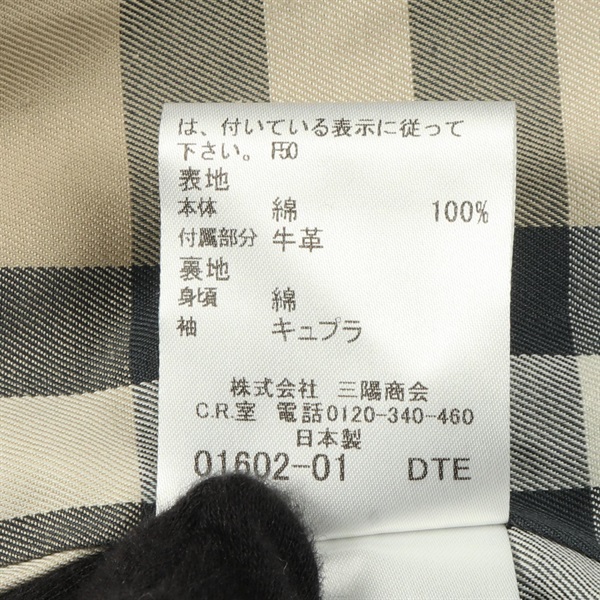 は、付いている表示に従って
下さい。 F50
表地
本体 綿 100%
付属部分 牛革
裏地
身頃 綿
袖 キュプラ
株式会社 三陽商会
C.R.室 電話0120-340-460
日本製
01602-01 DTE